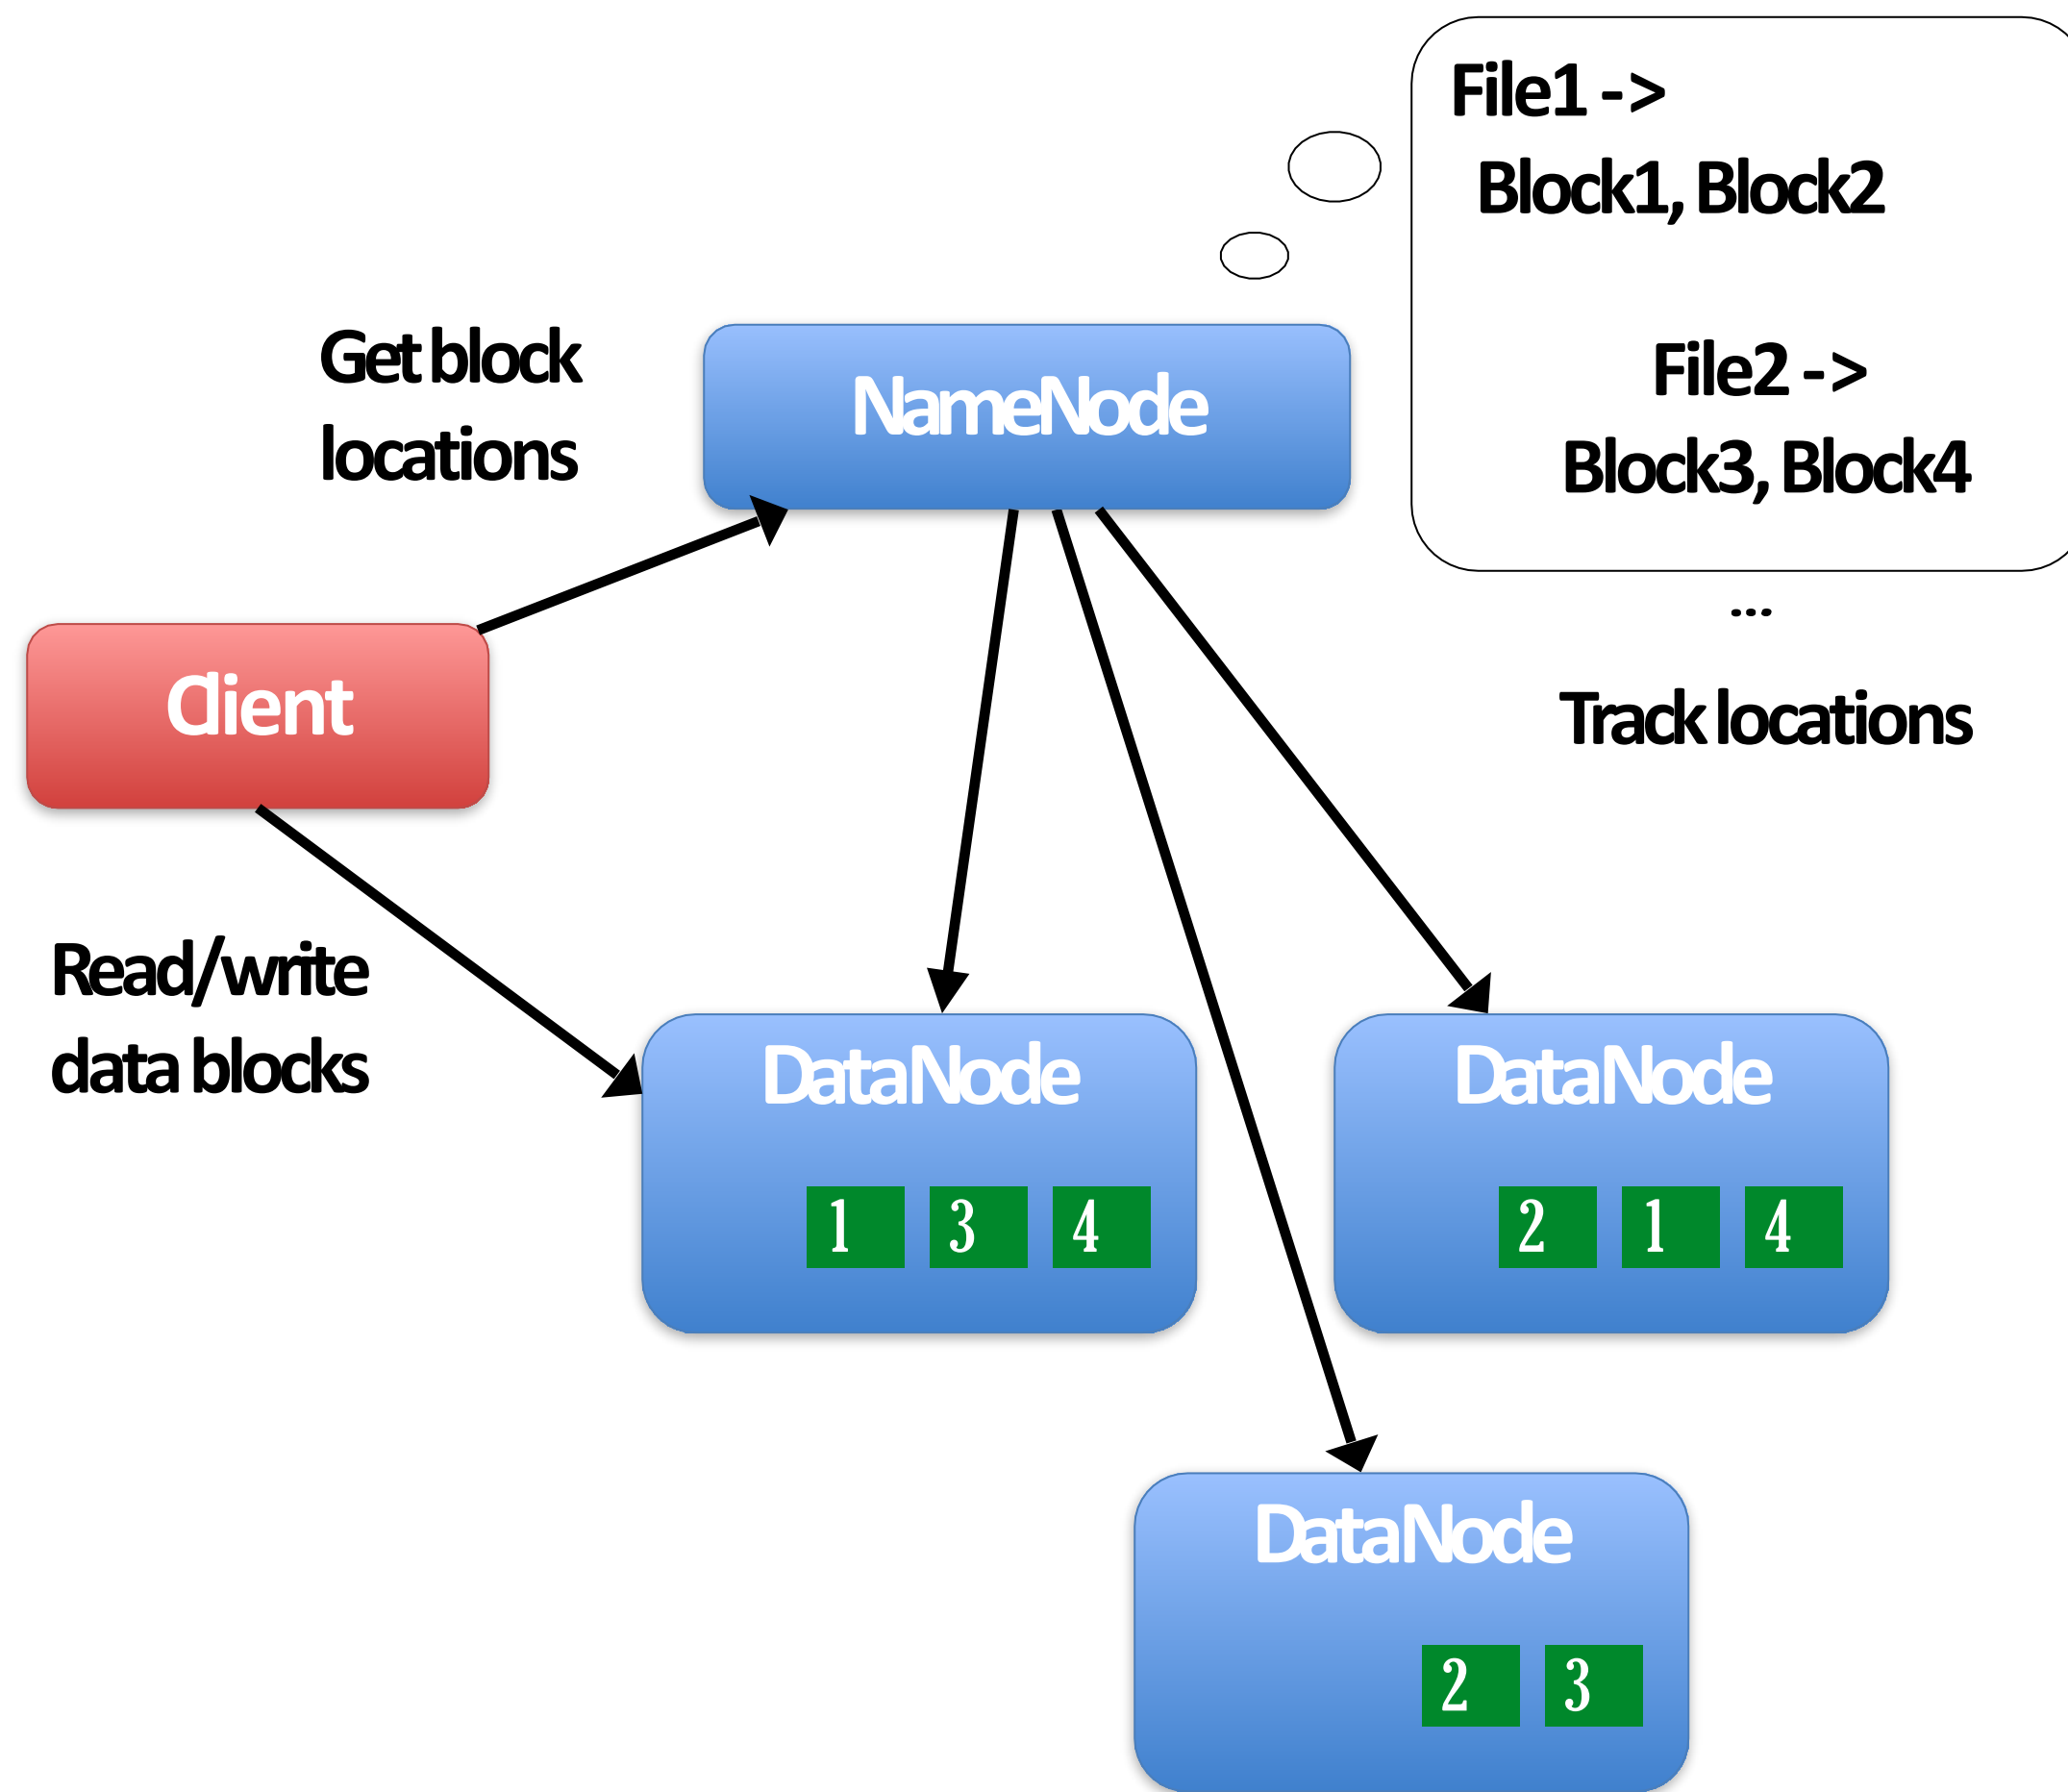 File1 ->
Block1, Block2
File2 ->
Block3, Block4
...
Track locations
Get block
locations
NameNode
Client
Read/write
data blocks
DataNode
1 3 4
DataNode
2 1 4
DataNode
2 3